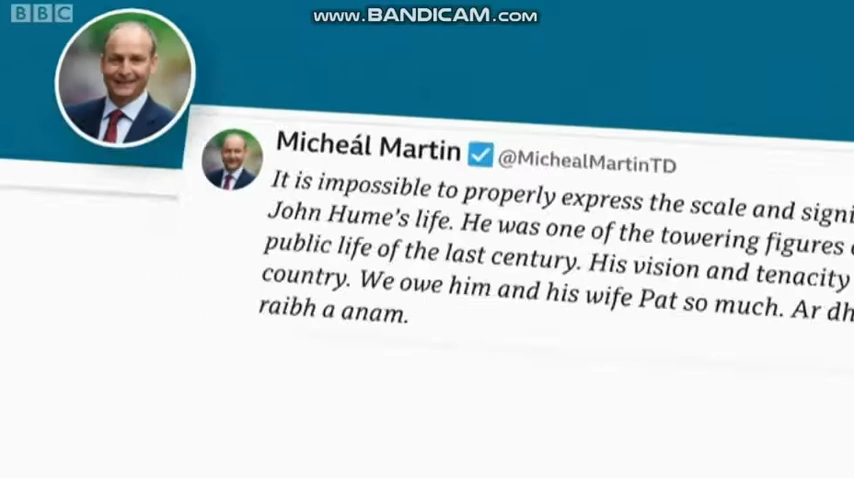 BBC
www.BANDICAM.com
Micheál Martin @MichealMartinTD
It is impossible to properly express the scale and signi
John Hume's life. He was one of the towering figures
public life of the last century. His vision and tenacity
country. We owe him and his wife Pat so much. Ar dh
raibh a anam.